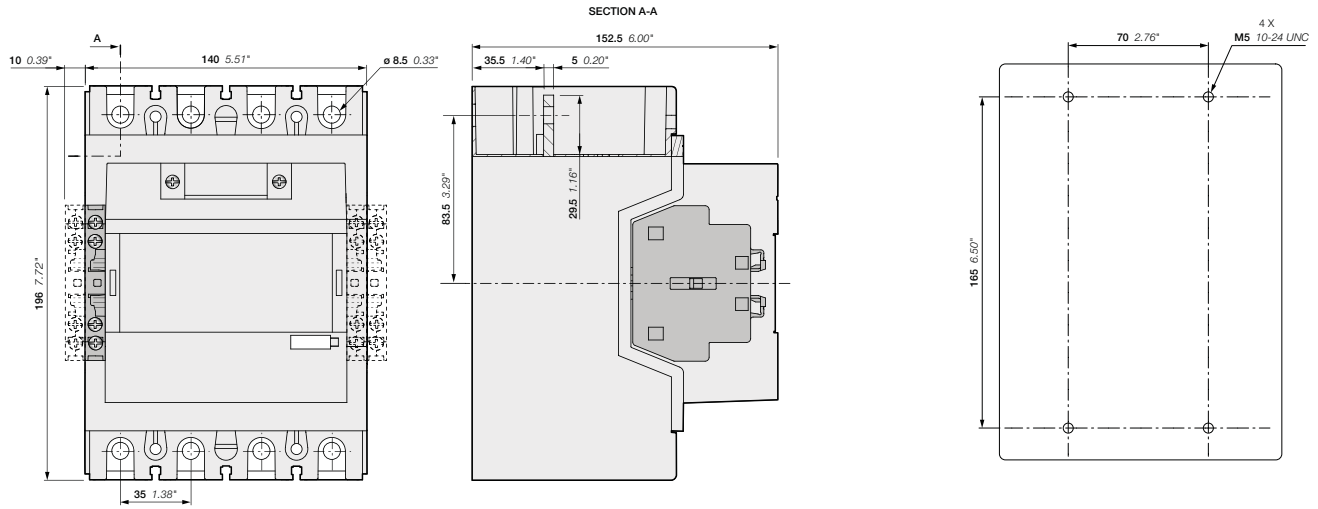 SECTION A-A
A
10 0.39"
140 5.51"
ø 8.5 0.33"
196 7.72"
35 1.38"
152.5 6.00"
35.5 1.40"
5 0.20"
83.5 3.29"
29.5 1.16"
4 X
M5 10-24 UNC
70 2.76"
165 6.50"